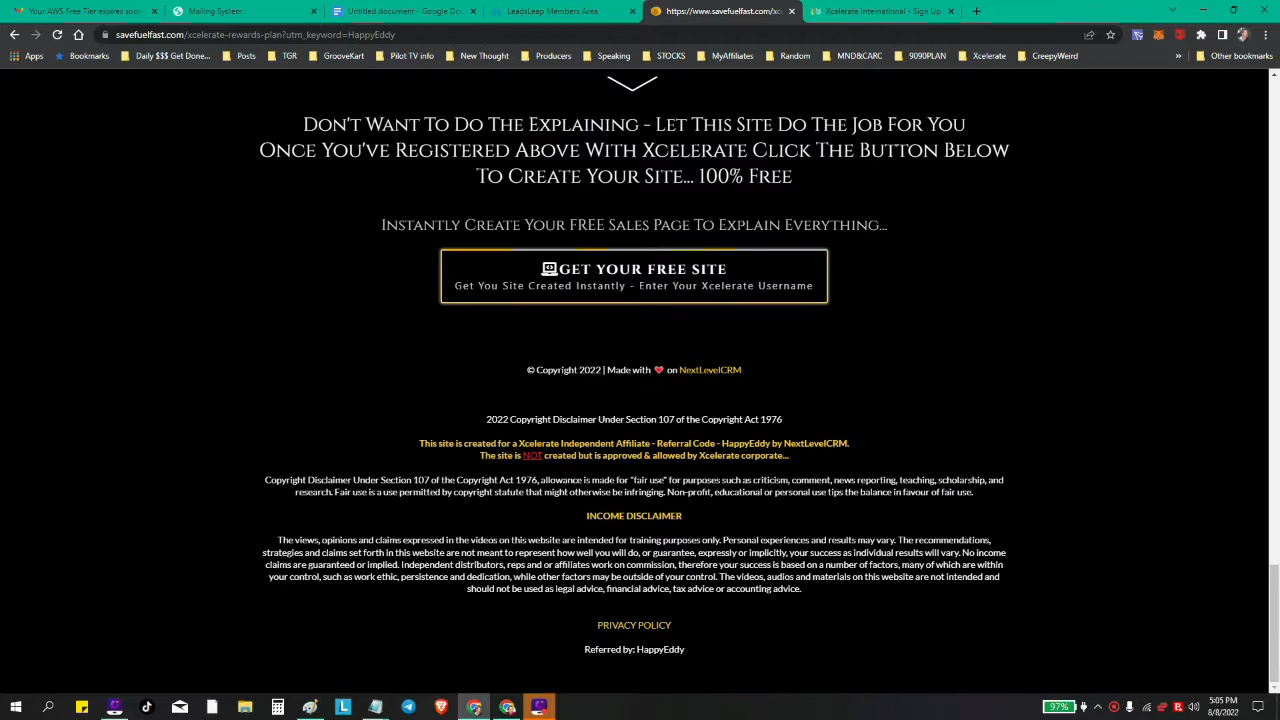 Your AWS Free Tier expires soon
Mailing System
Untitled document - Google Do
LeadsLeap Members Area
https://www.savefuelfast.com/xc
Xcelerate International - Sign Up
savefuelfast.com/xcelerate-rewards-plan?utm_keyword=HappyEddy
Apps
Bookmarks
Daily $$$ Get Done...
Posts
TGR
GrooveKart
Pilot TV info
New Thought
Producers
Speaking
STOCKS
MyAffiliates
Random
MND&CARC
9090PLAN
Xcelerate
CreepyWeird
»
Other bookmarks
Don't Want To Do The Explaining - Let This Site Do The Job For You
Once You've Registered Above With Xcelerate Click The Button Below
To Create Your Site... 100% Free
Instantly Create Your FREE Sales Page To Explain Everything...
GET YOUR FREE SITE
Get You Site Created Instantly - Enter Your Xcelerate Username
© Copyright 2022 | Made with ❤ on NextLevelCRM
2022 Copyright Disclaimer Under Section 107 of the Copyright Act 1976
This site is created for a Xcelerate Independent Affiliate - Referral Code - HappyEddy by NextLevelCRM.
The site is NOT created but is approved & allowed by Xcelerate corporate...
Copyright Disclaimer Under Section 107 of the Copyright Act 1976, allowance is made for "fair use" for purposes such as criticism, comment, news reporting, teaching, scholarship, and
research. Fair use is a use permitted by copyright statute that might otherwise be infringing. Non-profit, educational or personal use tips the balance in favour of fair use.
INCOME DISCLAIMER
The views, opinions and claims expressed in the videos on this website are intended for training purposes only. Personal experiences and results may vary. The recommendations,
strategies and claims set forth in this website are not meant to represent how well you will do, or guarantee, expressly or implicitly, your success as individual results will vary. No income
claims are guaranteed or implied. Independent distributors, reps and or affiliates work on commission, therefore your success is based on a number of factors, many of which are within
your control, such as work ethic, persistence and dedication, while other factors may be outside of your control. The videos, audios and materials on this website are not intended and
should not be used as legal advice, financial advice, tax advice or accounting advice.
PRIVACY POLICY
Referred by: HappyEddy
97%
5:05 PM
8/8/2022